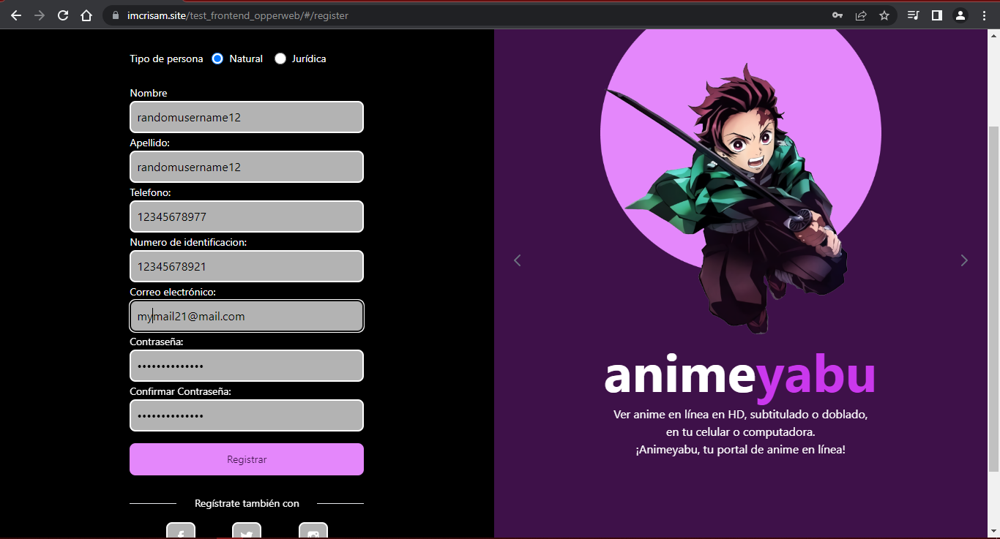 imcrisam.site/test_frontend_opperweb/#/register
Tipo de persona Natural Jurídica
Nombre
randomusername12
Apellido:
randomusername12
Telefono:
12345678977
Numero de identificacion:
12345678921
Correo electrónico:
mymail21@mail.com
Contraseña:
••••••••••••••
Confirmar Contraseña:
••••••••••••••
Registrar
Regístrate también con
animeyabu
Ver anime en línea en HD, subtitulado o doblado,
en tu celular o computadora.
¡Animeyabu, tu portal de anime en línea!